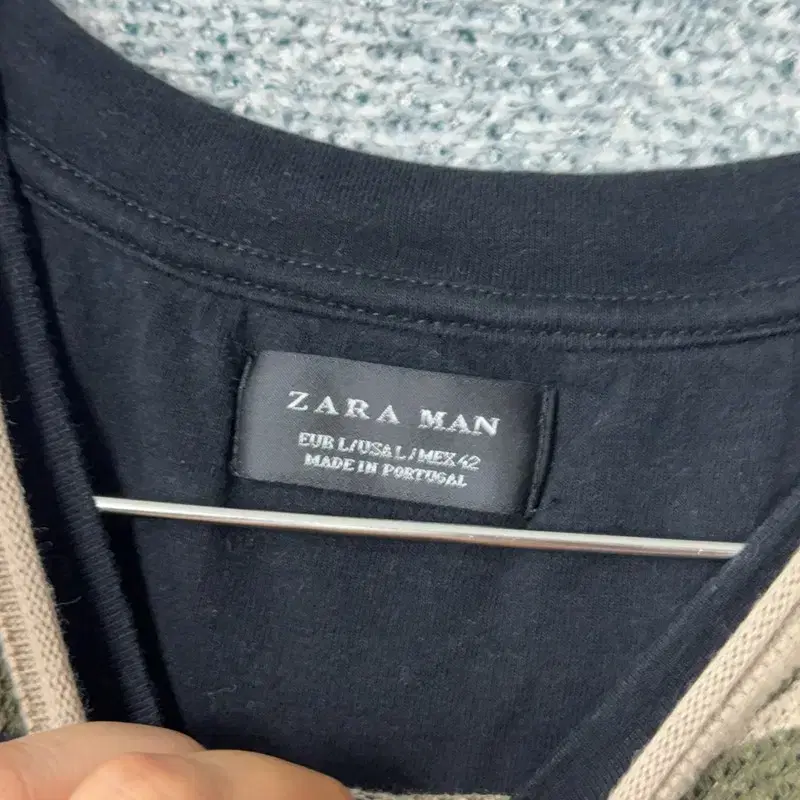 ZARA MAN
EUR L/USA L/MEX 42
MADE IN PORTUGAL